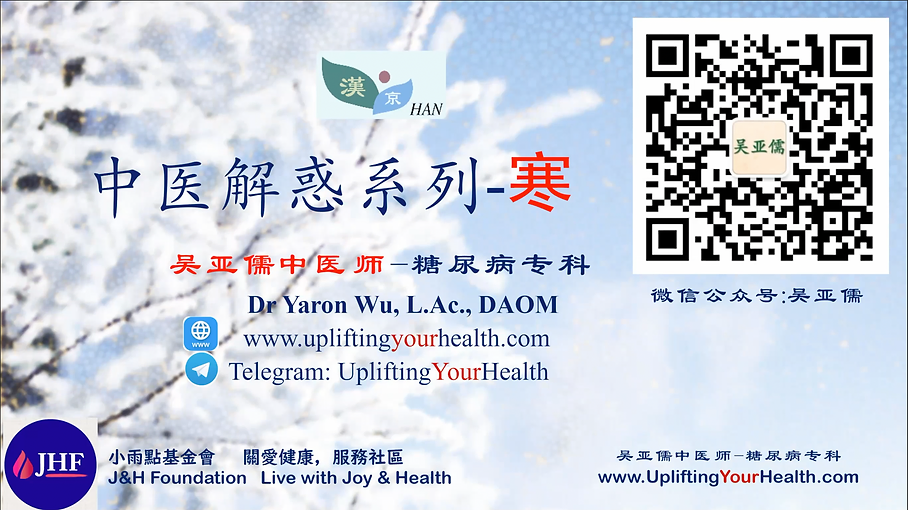 漢
京
HAN
中医解惑系列-寒
吴亚儒中医师-糖尿病专科
Dr Yaron Wu, L.Ac., DAOM
www
www.upliftingyourhealth.com
Telegram: UpliftingYourHealth
吴亚儒
微信公众号:吴亚儒
JHF
小雨點基金會 關愛健康，服務社區
J&H Foundation Live with Joy & Health
吴亚儒中医师-糖尿病专科
www.UpliftingYourHealth.com